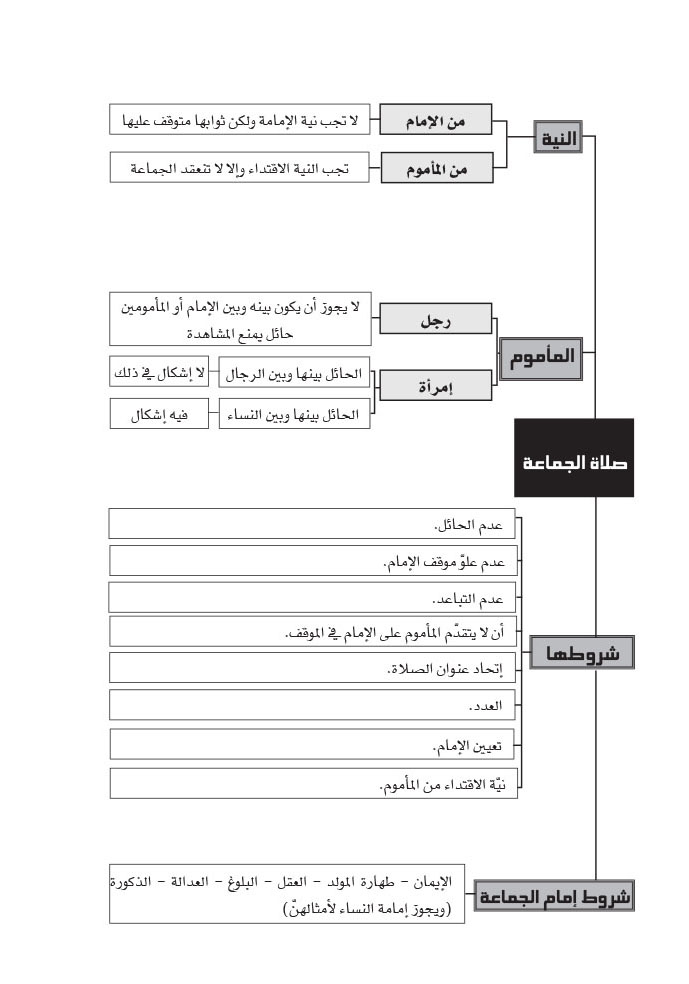 النية
من الإمام
لا تجب نية الإمامة ولكن ثوابها متوقف عليها
من المأموم
تجب النية الاقتداء وإلا لا تنعقد الجماعة
المأموم
رجل
لا يجوز أن يكون بينه وبين الإمام أو المأمومين
حائل يمنع المشاهدة
إمرأة
الحائل بينها وبين الرجال
لا إشكال في ذلك
الحائل بينها وبين النساء
فيه إشكال
صلاة الجماعة
شروطها
عدم الحائل.
عدم علوّ موقف الإمام.
عدم التباعد.
أن لا يتقدّم المأموم على الإمام في الموقف.
إتحاد عنوان الصلاة.
العدد.
تعيين الإمام.
نيّة الاقتداء من المأموم.
شروط إمام الجماعة
الإيمان - طهارة المولد - العقل - البلوغ - العدالة - الذكورة
(ويجوز إمامة النساء لأمثالهنّ)